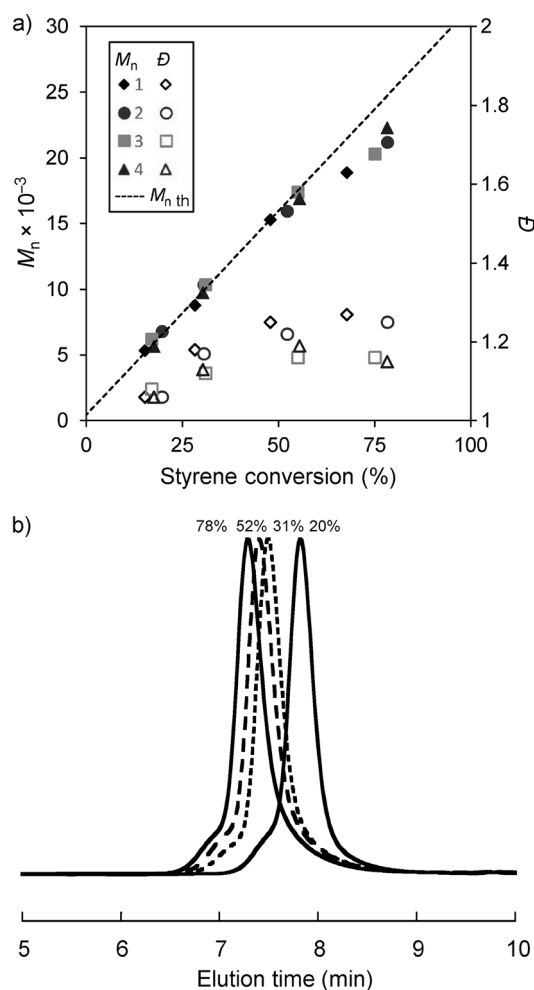 a)
30
25
20
15
10
5
0
Mₙ × 10⁻³
Mₙ Đ
1
2
3
4
Mₙ ₜₕ
2
1.8
1.6
1.4
1.2
1
Đ
0 25 50 75 100
Styrene conversion (%)
b)
78% 52% 31% 20%
5 6 7 8 9 10
Elution time (min)